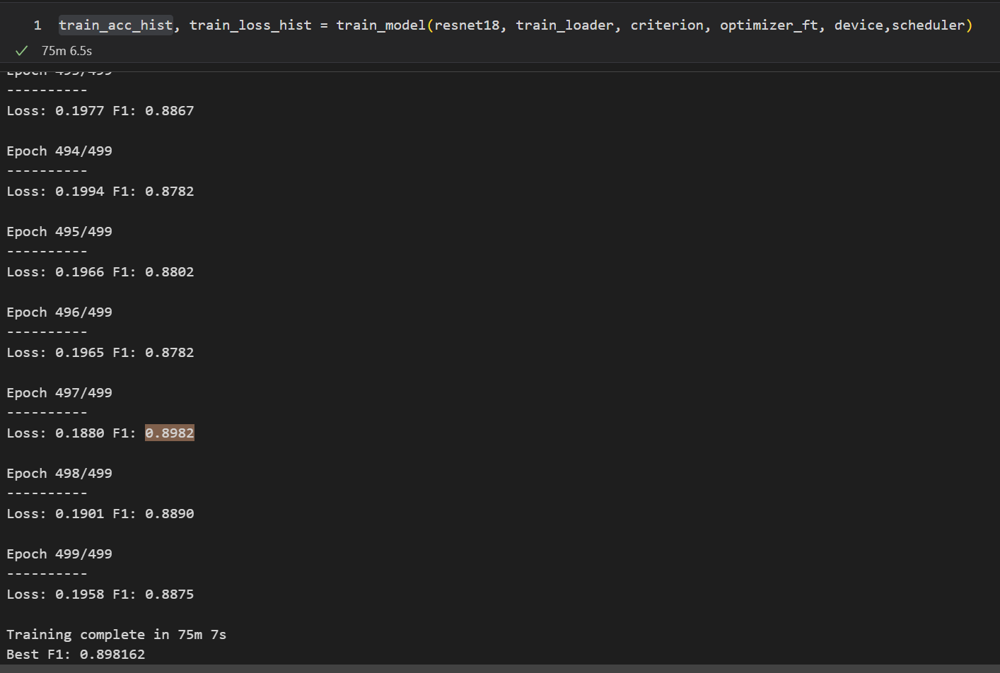 1 train_acc_hist, train_loss_hist = train_model(resnet18, train_loader, criterion, optimizer_ft, device,scheduler)
75m 6.5s
Epoch 493/499
----------
Loss: 0.1977 F1: 0.8867
Epoch 494/499
----------
Loss: 0.1994 F1: 0.8782
Epoch 495/499
----------
Loss: 0.1966 F1: 0.8802
Epoch 496/499
----------
Loss: 0.1965 F1: 0.8782
Epoch 497/499
----------
Loss: 0.1880 F1: 0.8982
Epoch 498/499
----------
Loss: 0.1901 F1: 0.8890
Epoch 499/499
----------
Loss: 0.1958 F1: 0.8875
Training complete in 75m 7s
Best F1: 0.898162